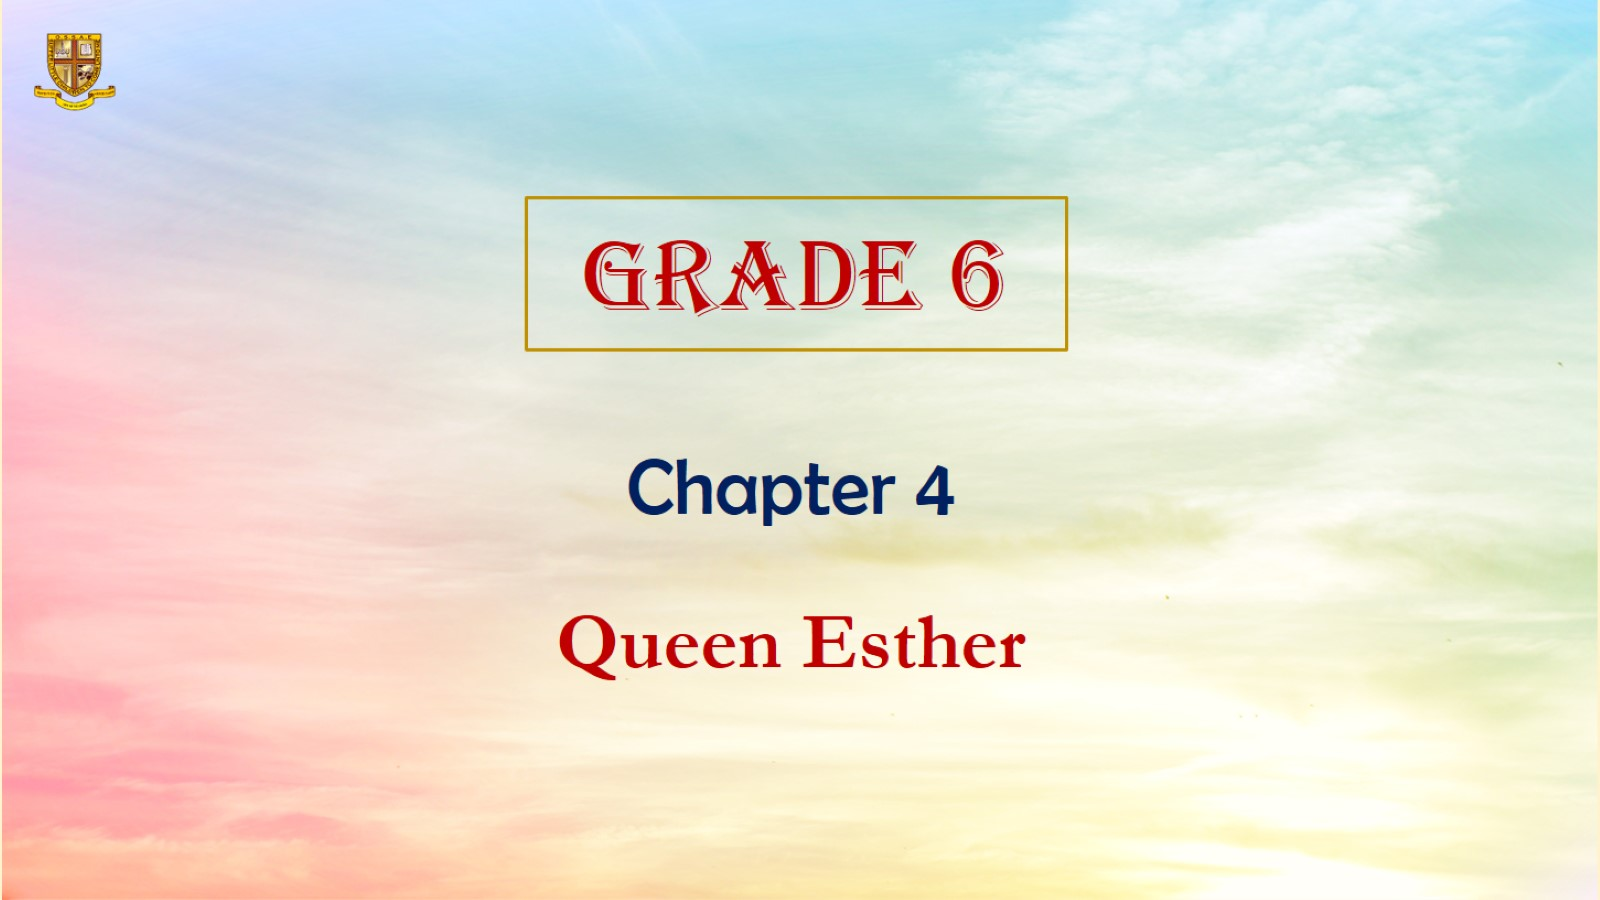 O.S.S.A.E
GRADE 6
Chapter 4
Queen Esther